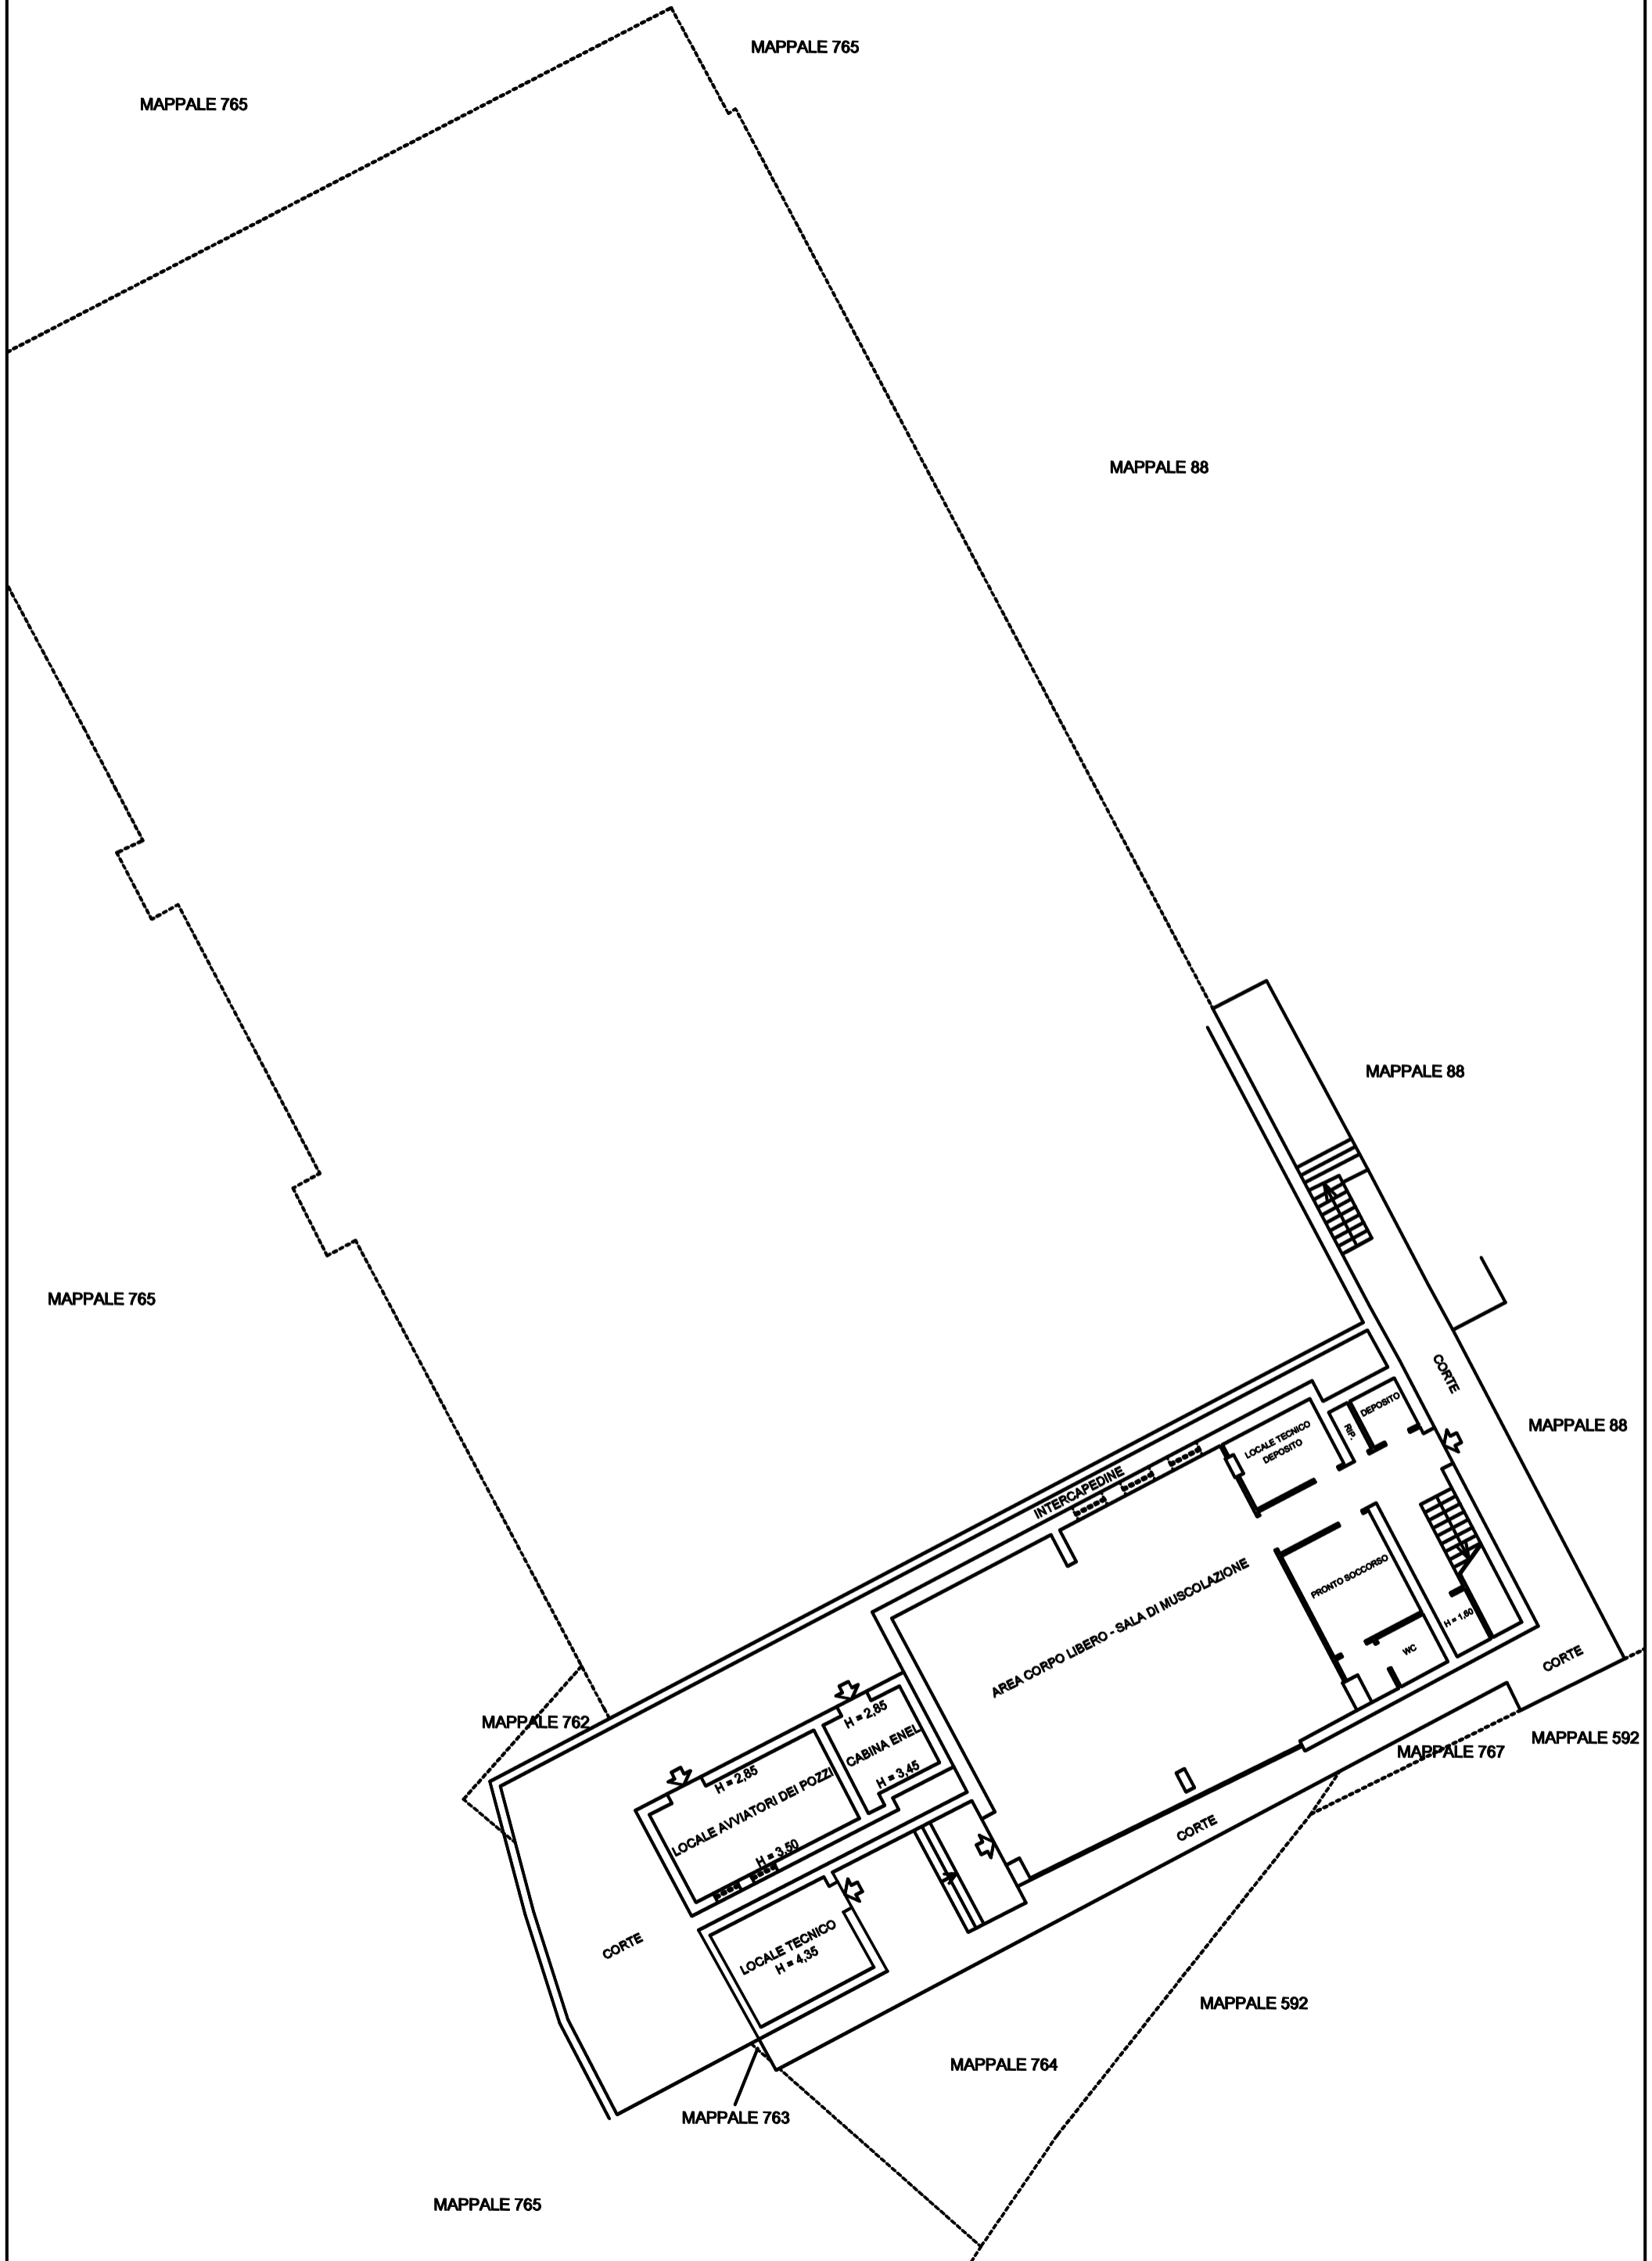 MAPPALE 765
MAPPALE 765
MAPPALE 88
MAPPALE 88
MAPPALE 765
CORTE
DEPOSITO
MAPPALE 88
RIP.
LOCALE TECNICO
DEPOSITO
INTERCAPEDINE
PRONTO SOCCORSO
AREA CORPO LIBERO - SALA DI MUSCOLAZIONE
H = 1,60
WC
CORTE
MAPPALE 762
H = 2,85
CABINA ENEL
H = 3,45
MAPPALE 592
MAPPALE 767
H = 2,85
LOCALE AVVIATORI DEI POZZI
H = 3,50
CORTE
CORTE
LOCALE TECNICO
H = 4,35
MAPPALE 592
MAPPALE 764
MAPPALE 763
MAPPALE 765